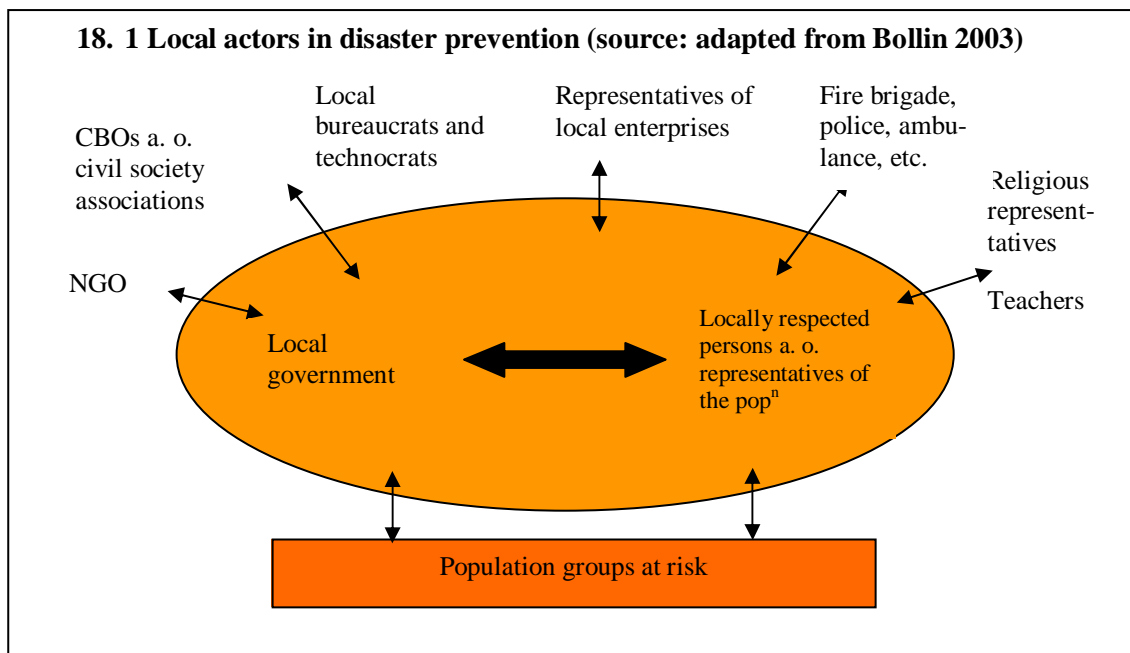 18. 1 Local actors in disaster prevention (source: adapted from Bollin 2003)
CBOs a. o.
civil society
associations
Local
bureaucrats and
technocrats
Representatives of
local enterprises
Fire brigade,
police, ambu-
lance, etc.
Religious
represent-
tatives
NGO
Teachers
Local
government
Locally respected
persons a. o.
representatives of
the popⁿ
Population groups at risk